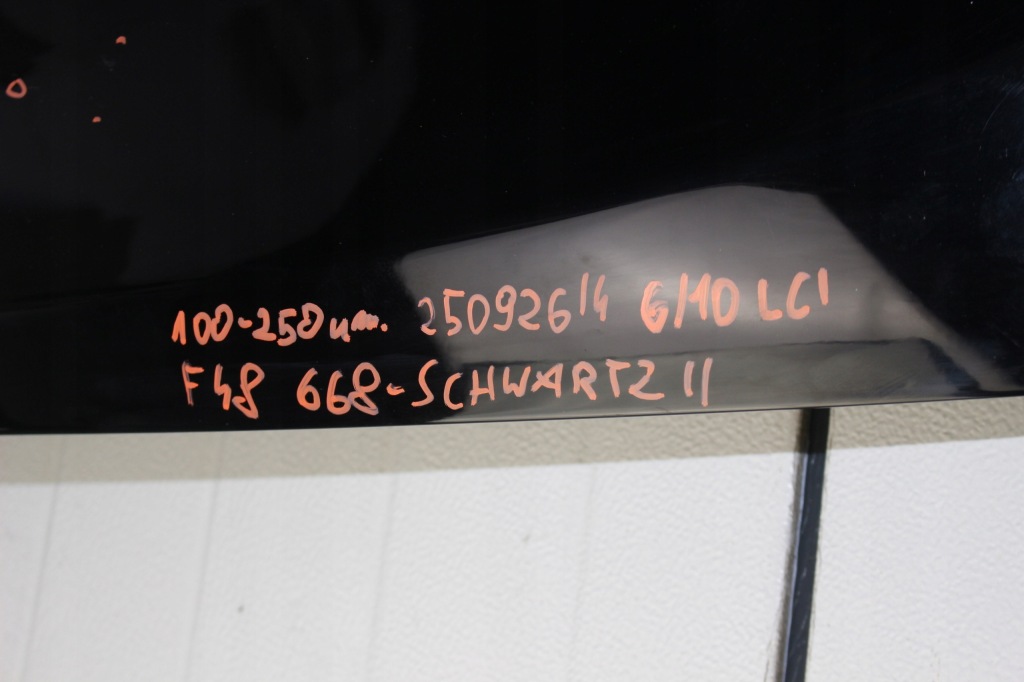 100-250um. 25092614 6/10 LCI
F48 668-SCHWARTZ II